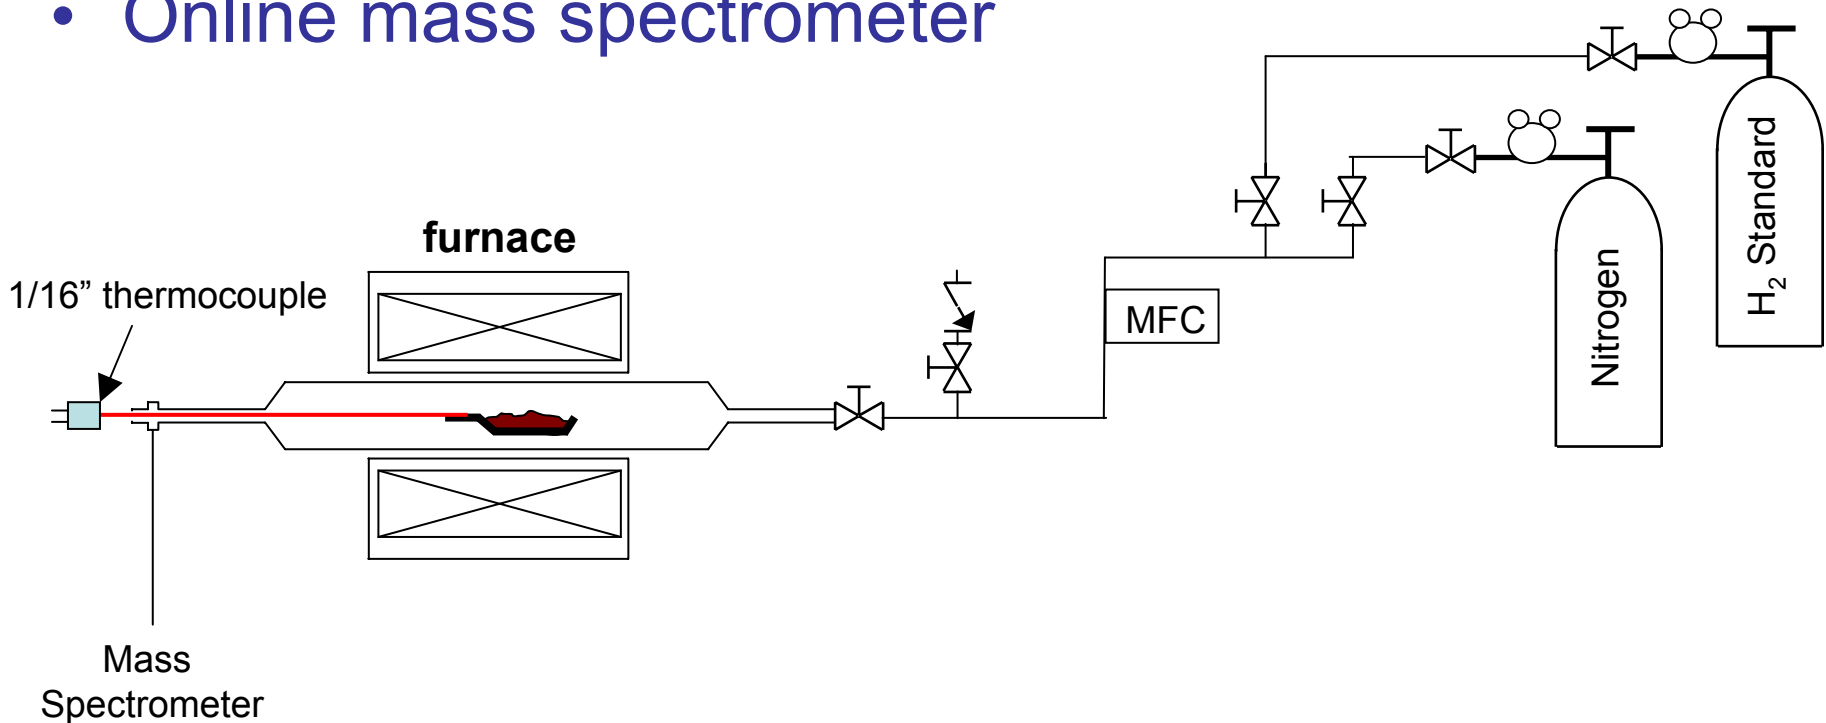 • Online mass spectrometer
furnace
1/16” thermocouple
MFC
Nitrogen
H₂ Standard
Mass
Spectrometer